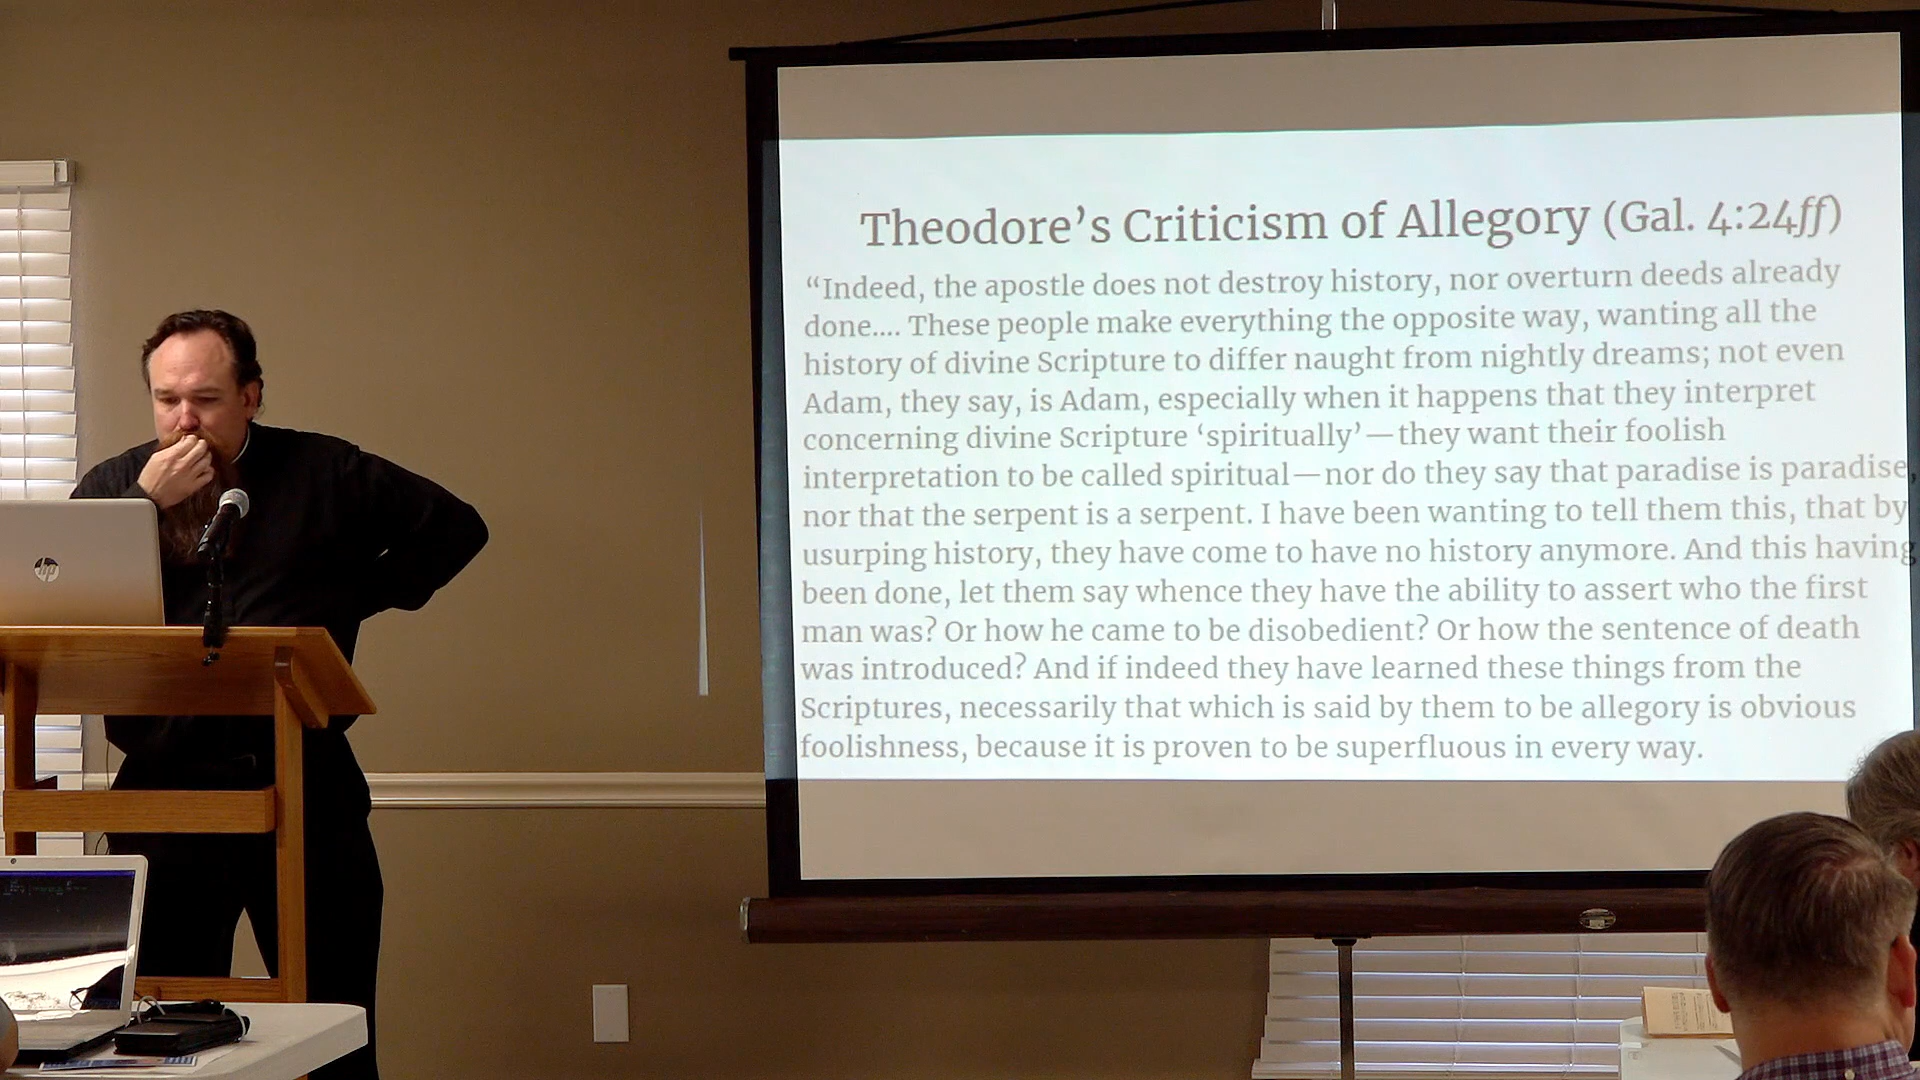 Theodore’s Criticism of Allegory (Gal. 4:24ff)
“Indeed, the apostle does not destroy history, nor overturn deeds already
done.... These people make everything the opposite way, wanting all the
history of divine Scripture to differ naught from nightly dreams; not even
Adam, they say, is Adam, especially when it happens that they interpret
concerning divine Scripture ‘spiritually’—they want their foolish
interpretation to be called spiritual—nor do they say that paradise is paradise,
nor that the serpent is a serpent. I have been wanting to tell them this, that by
usurping history, they have come to have no history anymore. And this having
been done, let them say whence they have the ability to assert who the first
man was? Or how he came to be disobedient? Or how the sentence of death
was introduced? And if indeed they have learned these things from the
Scriptures, necessarily that which is said by them to be allegory is obvious
foolishness, because it is proven to be superfluous in every way.
hp